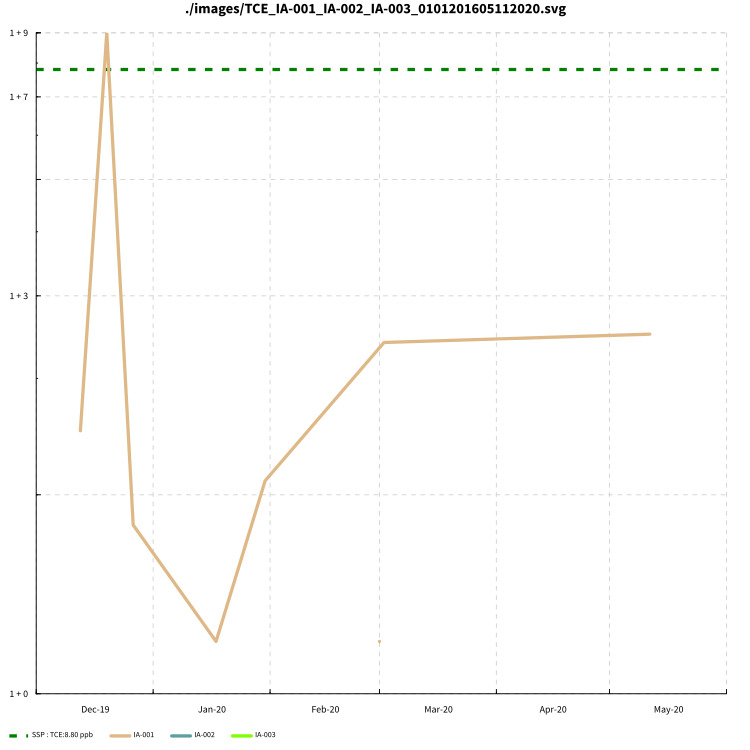 ./images/TCE_IA-001_IA-002_IA-003_0101201605112020.svg
1 + 9
1 + 7
1 + 3
1 + 0
Dec-19 Jan-20 Feb-20 Mar-20 Apr-20 May-20
SSP : TCE:8.80 ppb IA-001 IA-002 IA-003